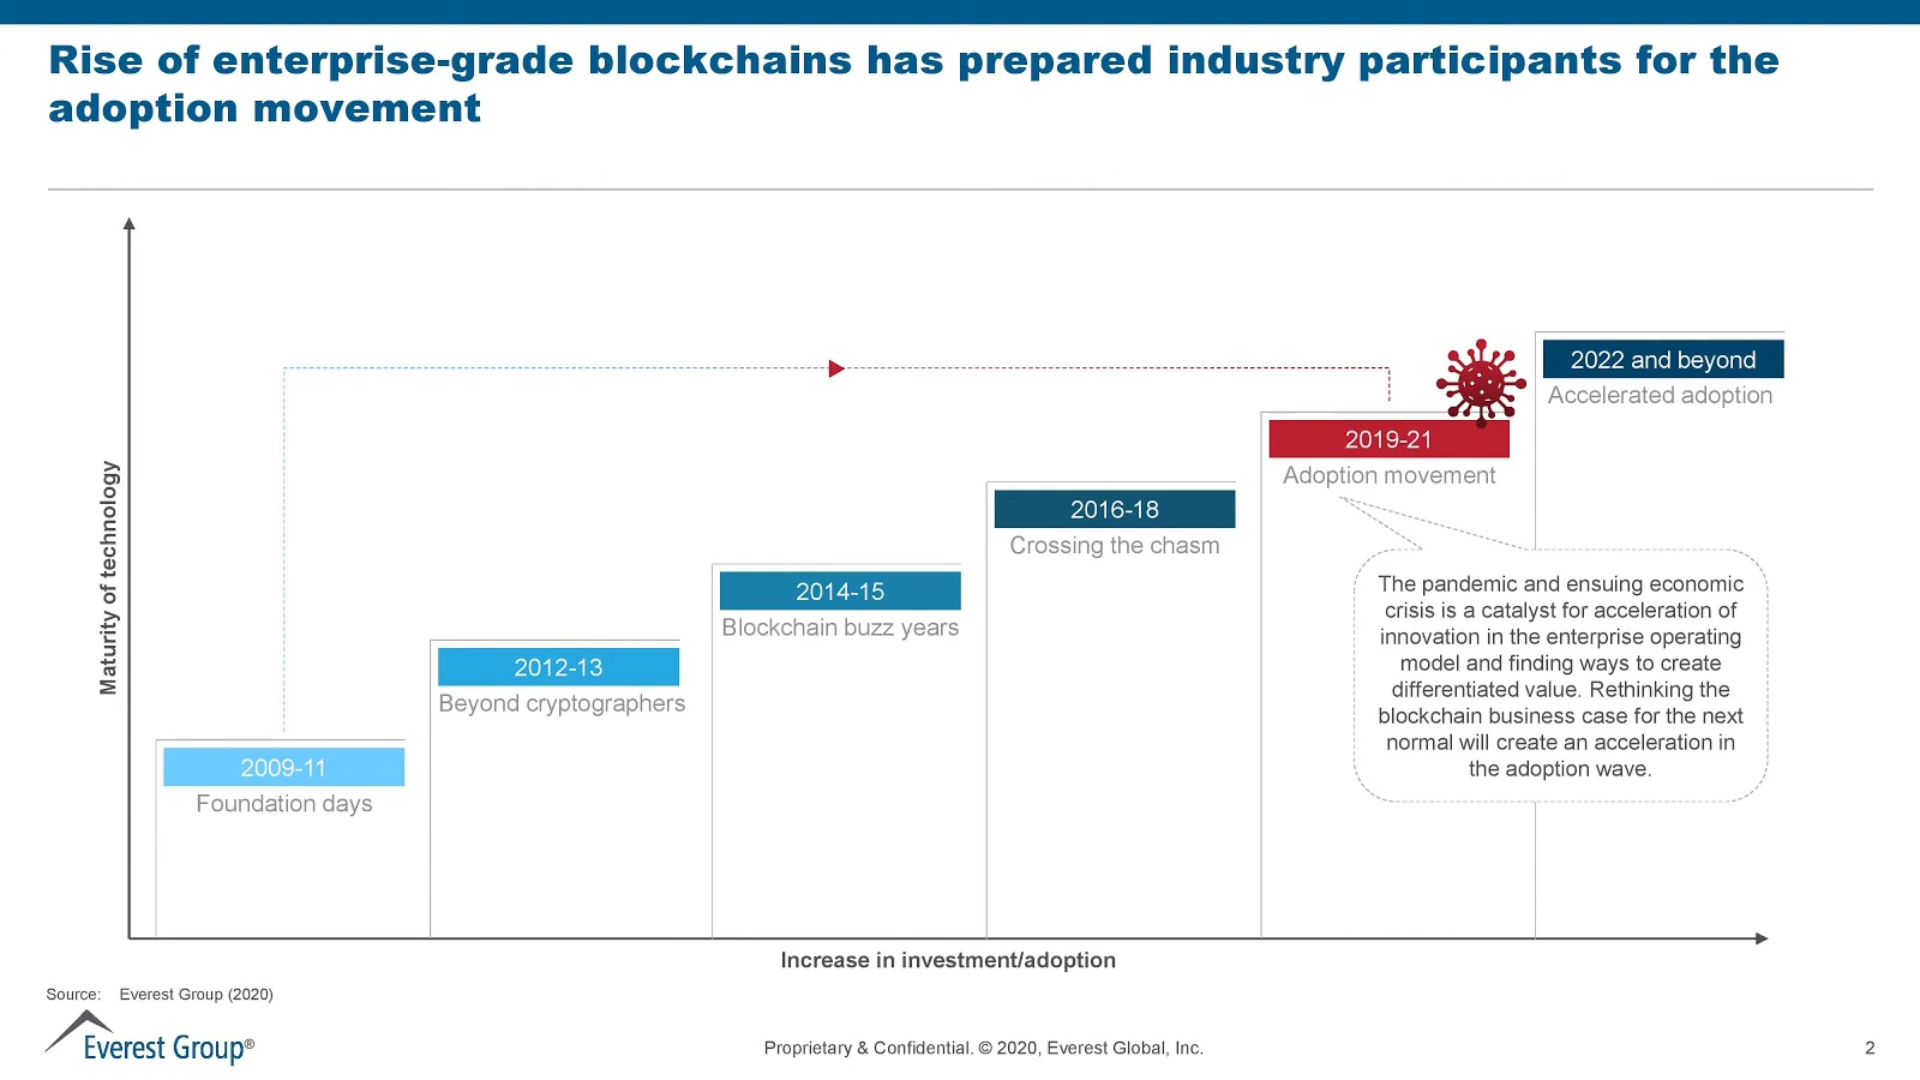 Rise of enterprise-grade blockchains has prepared industry participants for the
adoption movement
Maturity of technology
2009-11
Foundation days
2012-13
Beyond cryptographers
2014-15
Blockchain buzz years
2016-18
Crossing the chasm
2019-21
Adoption movement
2022 and beyond
Accelerated adoption
The pandemic and ensuing economic
crisis is a catalyst for acceleration of
innovation in the enterprise operating
model and finding ways to create
differentiated value. Rethinking the
blockchain business case for the next
normal will create an acceleration in
the adoption wave.
Increase in investment/adoption
Source: Everest Group (2020)
Everest Group®
Proprietary & Confidential. © 2020, Everest Global, Inc.
2